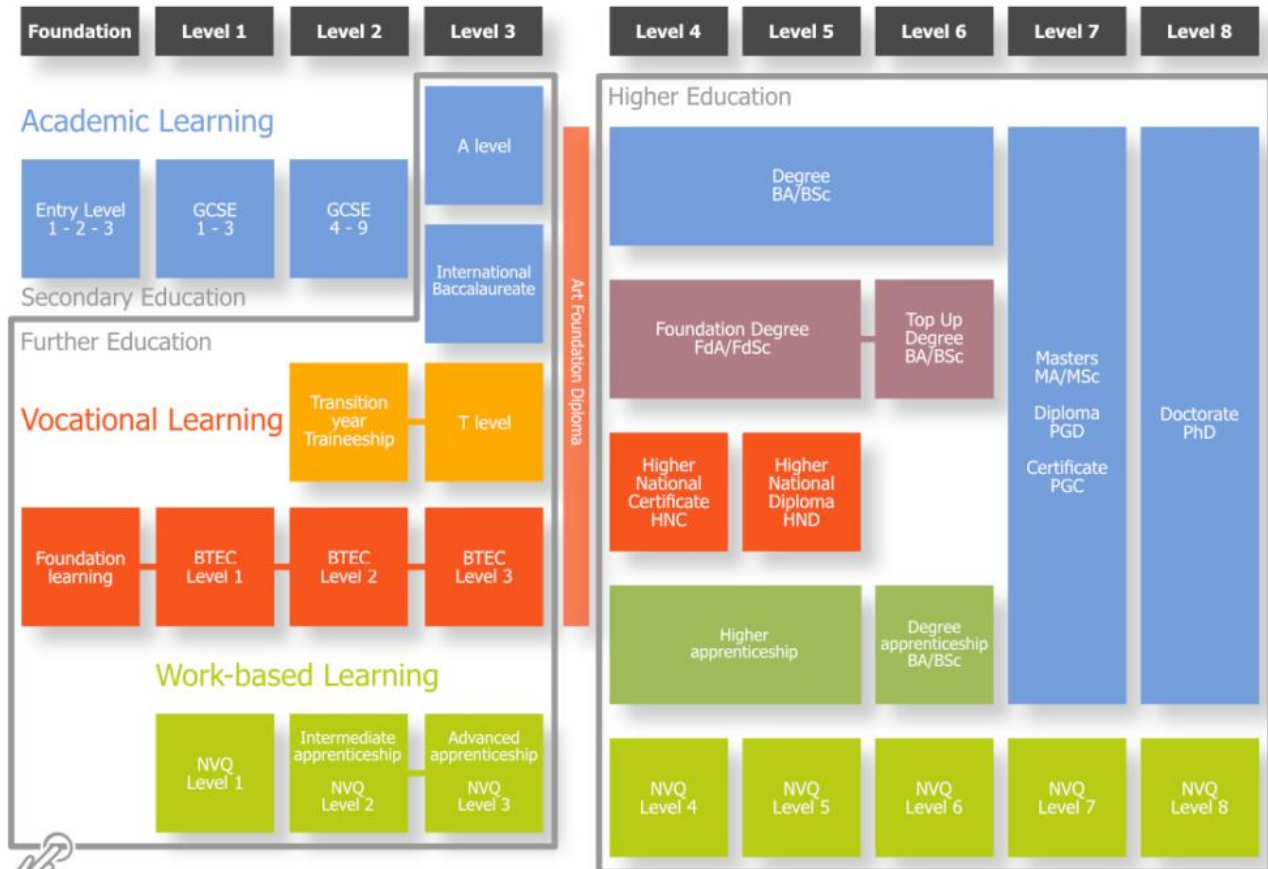 Foundation
Level 1
Level 2
Level 3
Level 4
Level 5
Level 6
Level 7
Level 8
Academic Learning
Entry Level
1 - 2 - 3
GCSE
1 - 3
GCSE
4 - 9
A level
International
Baccalaureate
Secondary Education
Further Education
Vocational Learning
Transition
year
Traineeship
T level
Foundation
learning
BTEC
Level 1
BTEC
Level 2
BTEC
Level 3
Work-based Learning
NVQ
Level 1
Intermediate
apprenticeship
NVQ
Level 2
Advanced
apprenticeship
NVQ
Level 3
Art Foundation Diploma
Higher Education
Degree
BA/BSc
Foundation Degree
FdA/FdSc
Top Up
Degree
BA/BSc
Higher
National
Certificate
HNC
Higher
National
Diploma
HND
Higher
apprenticeship
Degree
apprenticeship
BA/BSc
Masters
MA/MSc
Diploma
PGD
Certificate
PGC
Doctorate
PhD
NVQ
Level 4
NVQ
Level 5
NVQ
Level 6
NVQ
Level 7
NVQ
Level 8